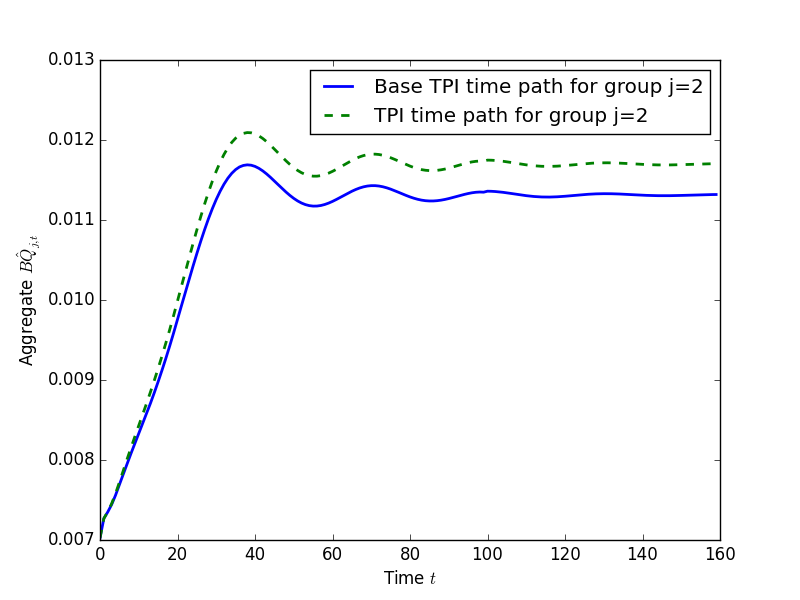 0.013
0.012
0.011
0.010
0.009
0.008
0.007
Aggregate $\hat{BQ}_{j,t}$
Base TPI time path for group j=2
TPI time path for group j=2
0 20 40 60 80 100 120 140 160
Time t